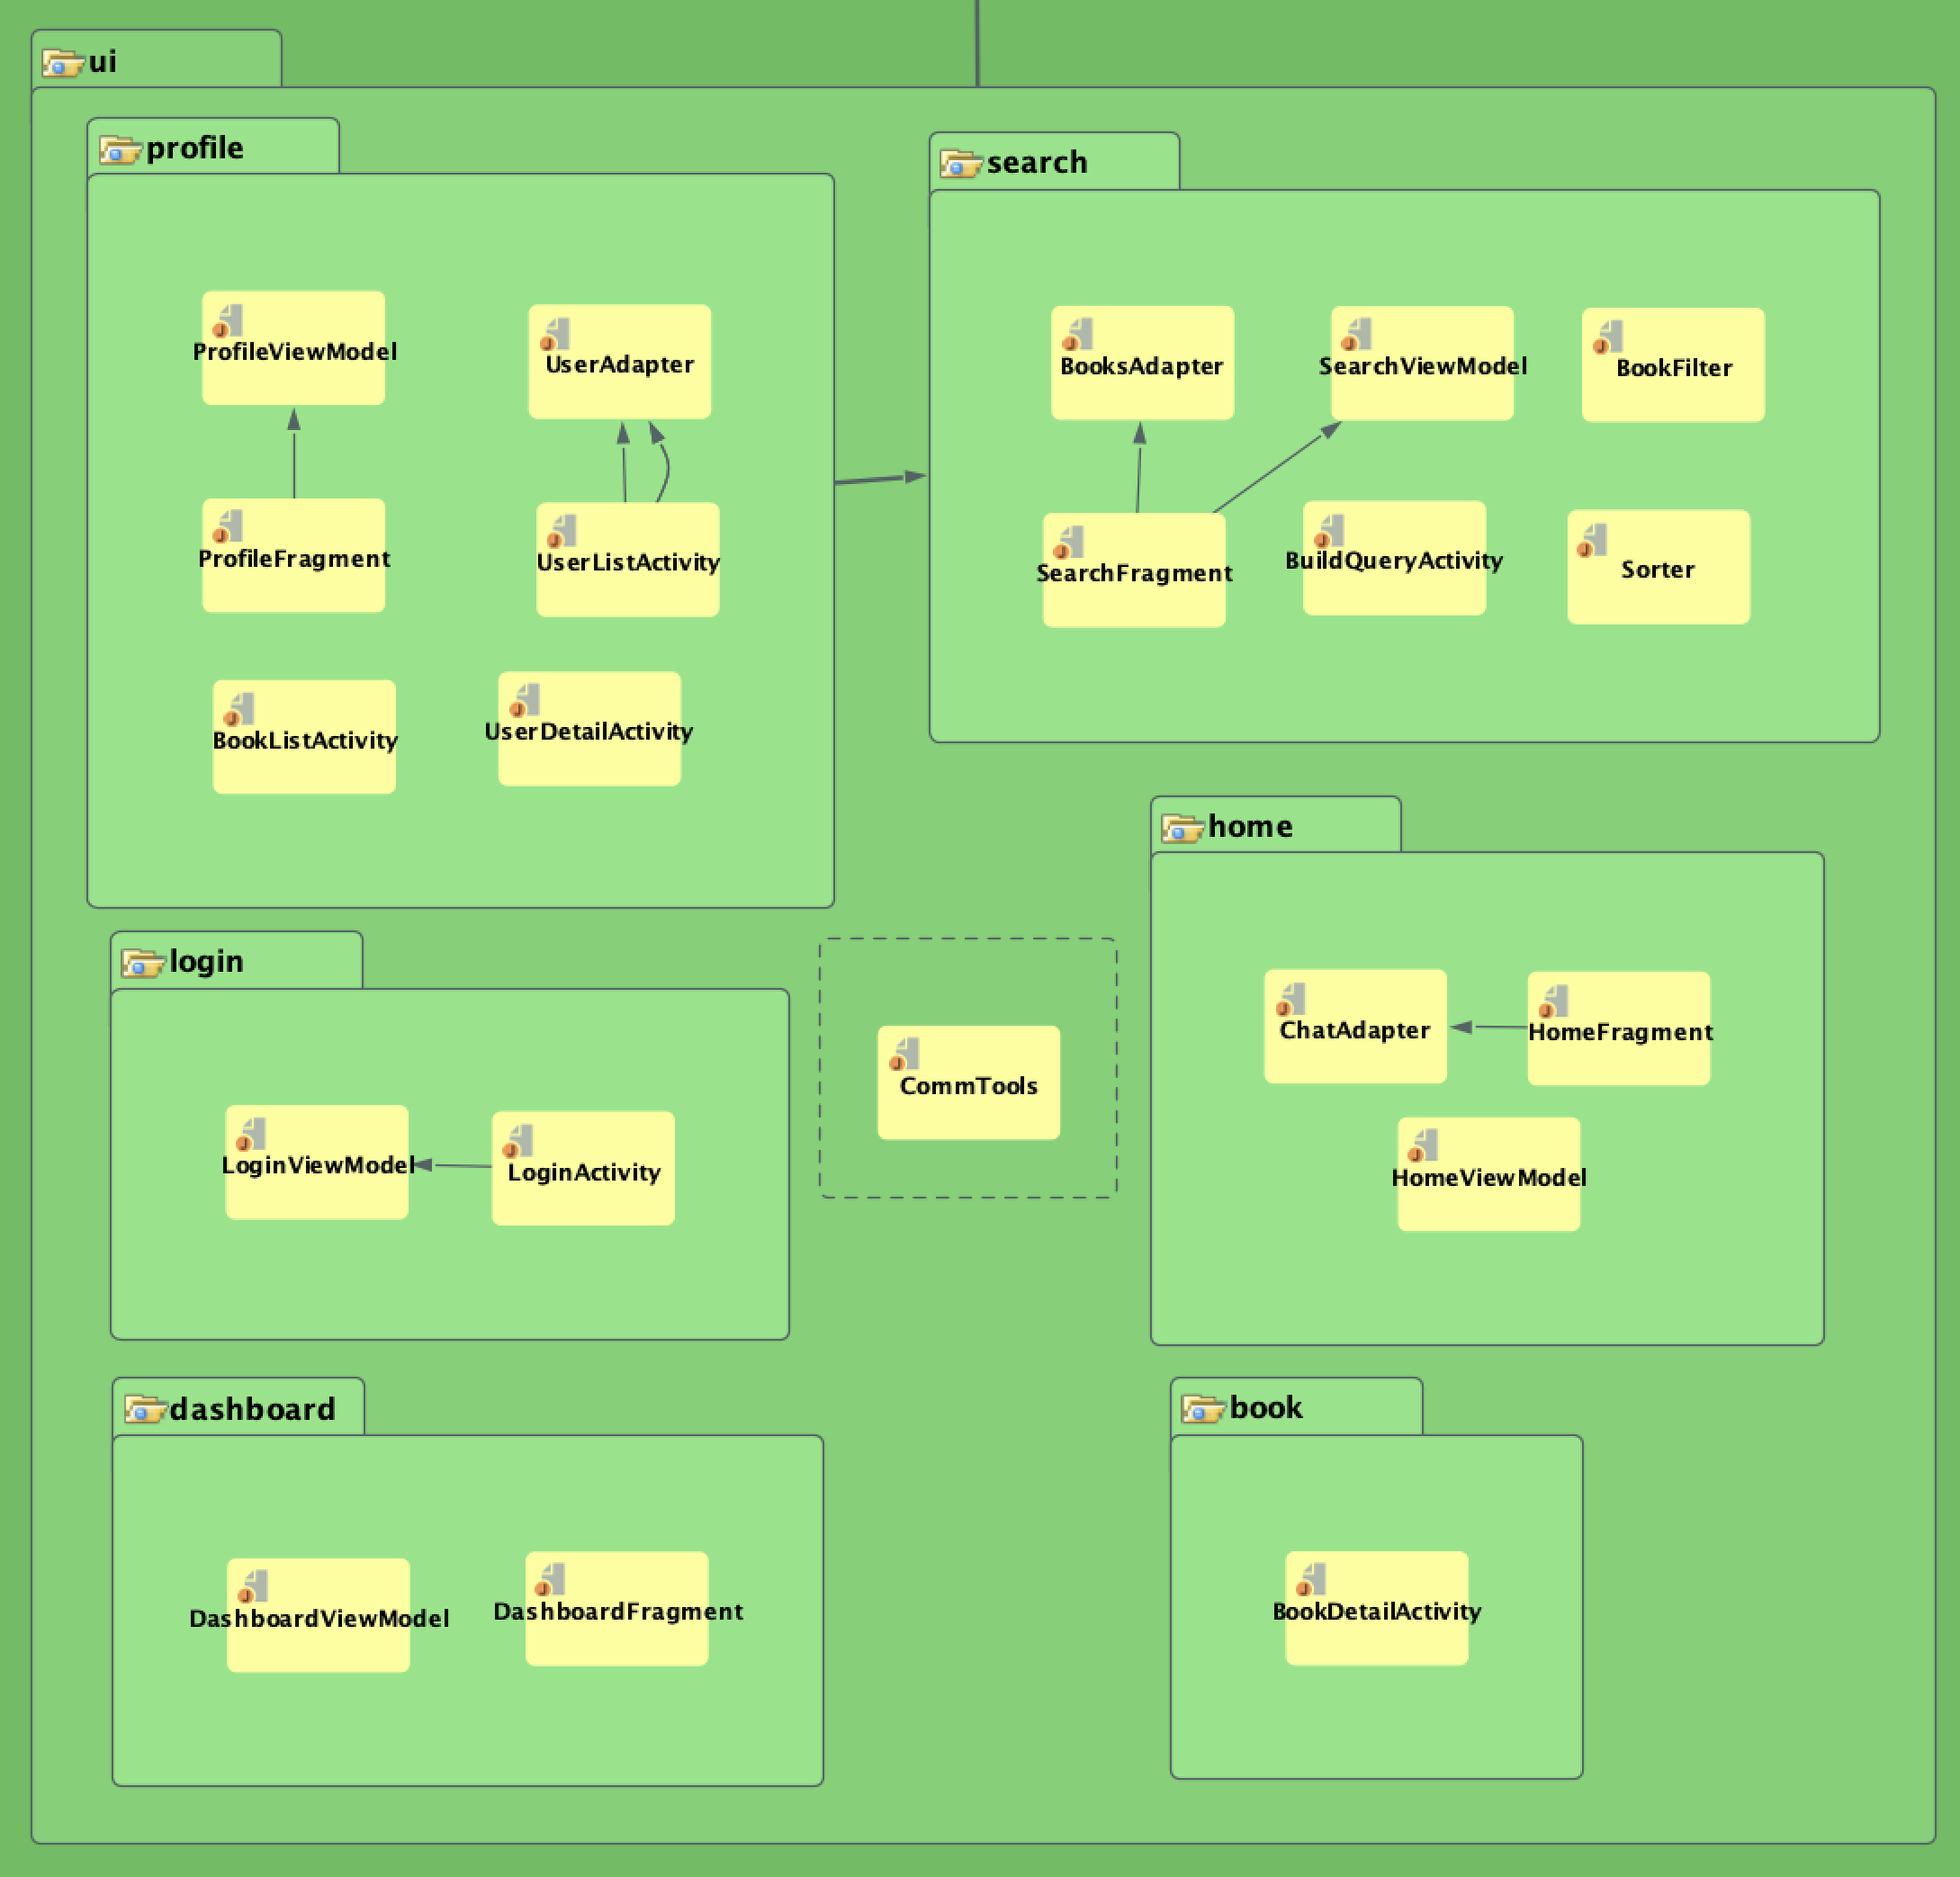 ui
profile
search
ProfileViewModel
UserAdapter
BooksAdapter
SearchViewModel
BookFilter
ProfileFragment
UserListActivity
SearchFragment
BuildQueryActivity
Sorter
BookListActivity
UserDetailActivity
home
login
ChatAdapter
HomeFragment
CommTools
LoginViewModel
LoginActivity
HomeViewModel
dashboard
book
DashboardViewModel
DashboardFragment
BookDetailActivity